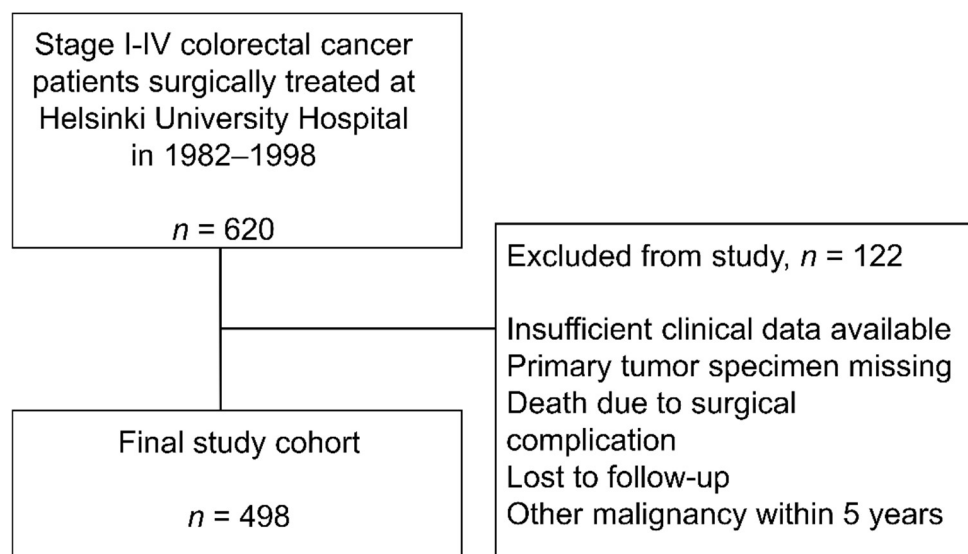 Stage I-IV colorectal cancer
patients surgically treated at
Helsinki University Hospital
in 1982–1998
n = 620
Excluded from study, n = 122
Insufficient clinical data available
Primary tumor specimen missing
Death due to surgical
complication
Lost to follow-up
Other malignancy within 5 years
Final study cohort
n = 498